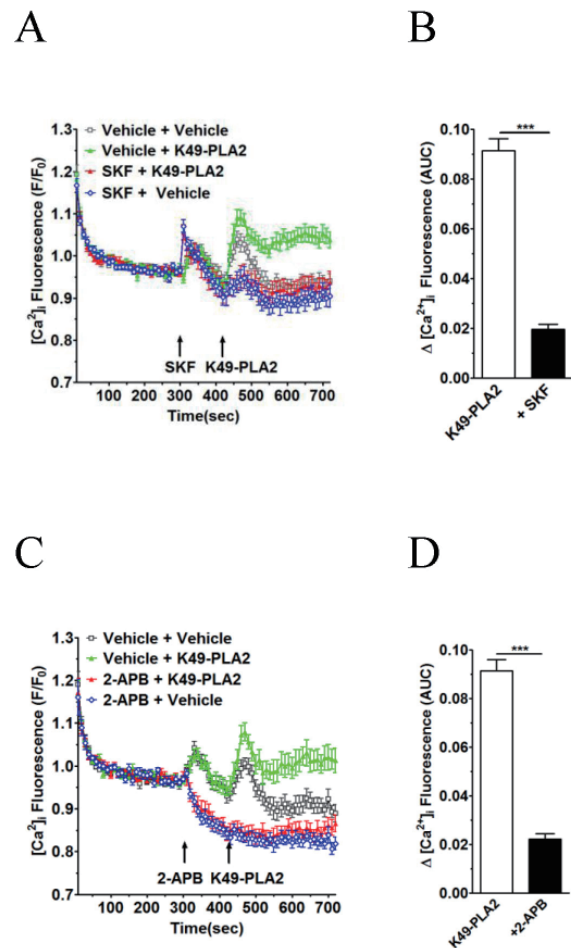 A
B
1.3
1.2
1.1
1.0
0.9
0.8
0.7
[Ca²]i Fluorescence (F/F₀)
Vehicle + Vehicle
Vehicle + K49-PLA2
SKF + K49-PLA2
SKF + Vehicle
SKF K49-PLA2
100 200 300 400 500 600 700
Time(sec)
***
0.10
0.08
0.06
0.04
0.02
0.00
Δ [Ca²⁺]i Fluorescence (AUC)
K49-PLA2
+ SKF
C
D
1.3
1.2
1.1
1.0
0.9
0.8
0.7
[Ca²]i Fluorescence (F/F₀)
Vehicle + Vehicle
Vehicle + K49-PLA2
2-APB + K49-PLA2
2-APB + Vehicle
2-APB K49-PLA2
100 200 300 400 500 600 700
Time(sec)
***
0.10
0.08
0.06
0.04
0.02
0.00
Δ [Ca²⁺]i Fluorescence (AUC)
K49-PLA2
+2-APB